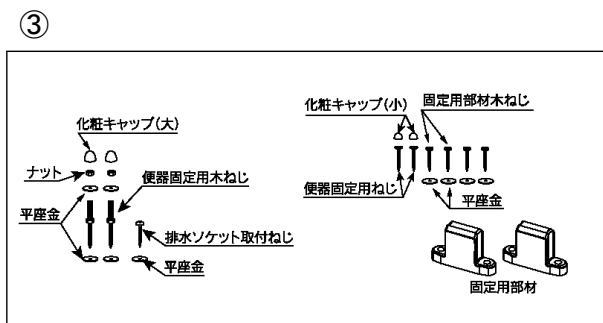 ③
化粧キャップ(大)
ナット
便器固定用木ねじ
平座金
排水ソケット取付ねじ
平座金
化粧キャップ(小)
固定用部材木ねじ
便器固定用ねじ
平座金
固定用部材